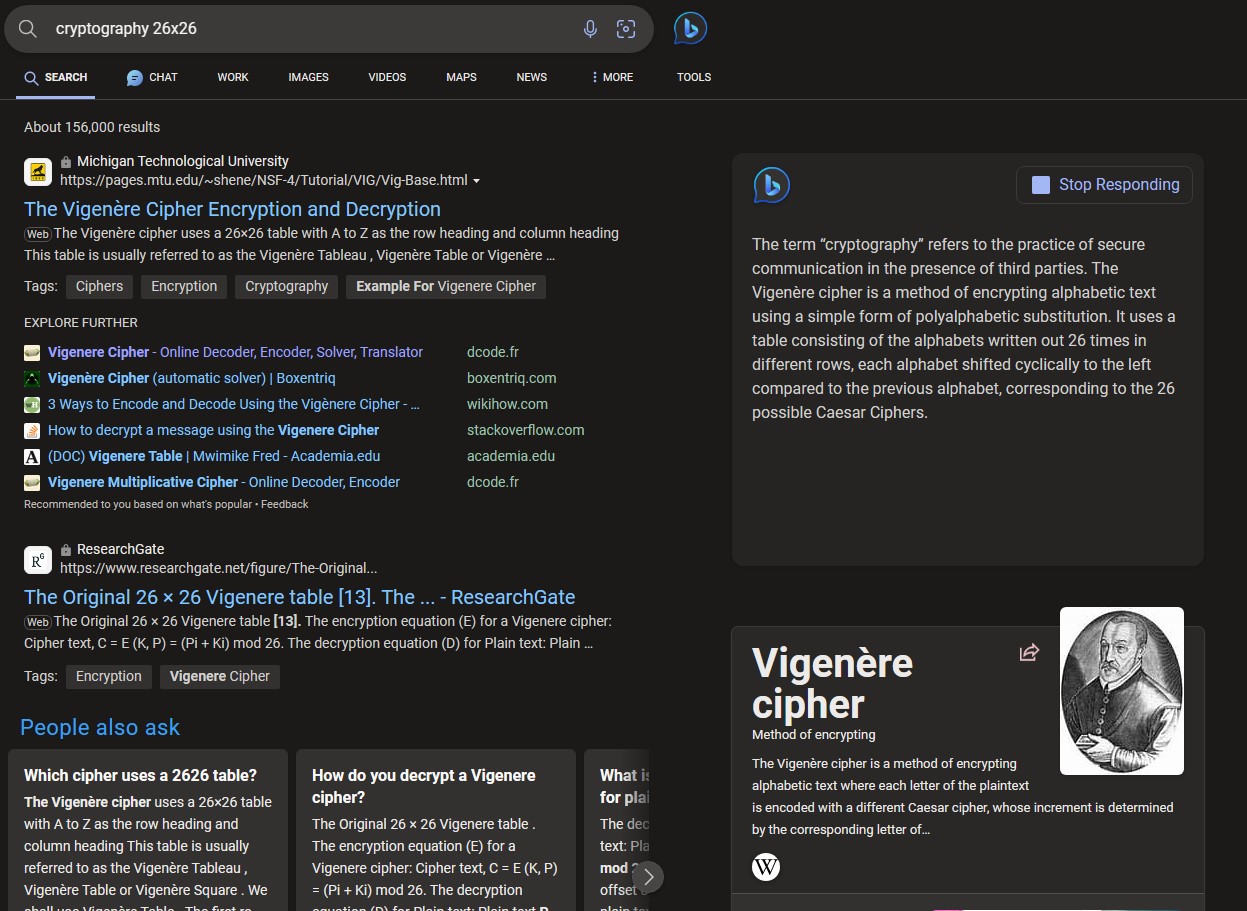 cryptography 26x26
SEARCH
CHAT
WORK
IMAGES
VIDEOS
MAPS
NEWS
MORE
TOOLS
About 156,000 results
Michigan Technological University
https://pages.mtu.edu/~shene/NSF-4/Tutorial/VIG/Vig-Base.html
The Vigenère Cipher Encryption and Decryption
Web The Vigenère cipher uses a 26×26 table with A to Z as the row heading and column heading
This table is usually referred to as the Vigenère Tableau , Vigenère Table or Vigenère …
Tags: Ciphers Encryption Cryptography Example For Vigenere Cipher
EXPLORE FURTHER
Vigenere Cipher - Online Decoder, Encoder, Solver, Translator dcode.fr
Vigenère Cipher (automatic solver) | Boxentriq boxentriq.com
3 Ways to Encode and Decode Using the Vigènere Cipher - … wikihow.com
How to decrypt a message using the Vigenere Cipher stackoverflow.com
A (DOC) Vigenere Table | Mwimike Fred - Academia.edu academia.edu
Vigenere Multiplicative Cipher - Online Decoder, Encoder dcode.fr
Recommended to you based on what's popular • Feedback
RG ResearchGate
https://www.researchgate.net/figure/The-Original...
The Original 26 × 26 Vigenere table [13]. The ... - ResearchGate
Web The Original 26 × 26 Vigenere table [13]. The encryption equation (E) for a Vigenere cipher:
Cipher text, C = E (K, P) = (Pi + Ki) mod 26. The decryption equation (D) for Plain text: Plain …
Tags: Encryption Vigenere Cipher
People also ask
Which cipher uses a 2626 table?
The Vigenère cipher uses a 26×26 table
with A to Z as the row heading and
column heading This table is usually
referred to as the Vigenère Tableau ,
Vigenère Table or Vigenère Square . We
shall use Vigenère Table . The first ro
How do you decrypt a Vigenere
cipher?
The Original 26 × 26 Vigenere table .
The encryption equation (E) for a
Vigenere cipher: Cipher text, C = E (K, P)
= (Pi + Ki) mod 26. The decryption
equation (D) for Plain text: Plain text P
What is
for plai
The dec
text: Pla
mod
offset
Stop Responding
The term “cryptography” refers to the practice of secure
communication in the presence of third parties. The
Vigenère cipher is a method of encrypting alphabetic text
using a simple form of polyalphabetic substitution. It uses a
table consisting of the alphabets written out 26 times in
different rows, each alphabet shifted cyclically to the left
compared to the previous alphabet, corresponding to the 26
possible Caesar Ciphers.
Vigenère
cipher
Method of encrypting
The Vigenère cipher is a method of encrypting
alphabetic text where each letter of the plaintext
is encoded with a different Caesar cipher, whose increment is determined
by the corresponding letter of…
W